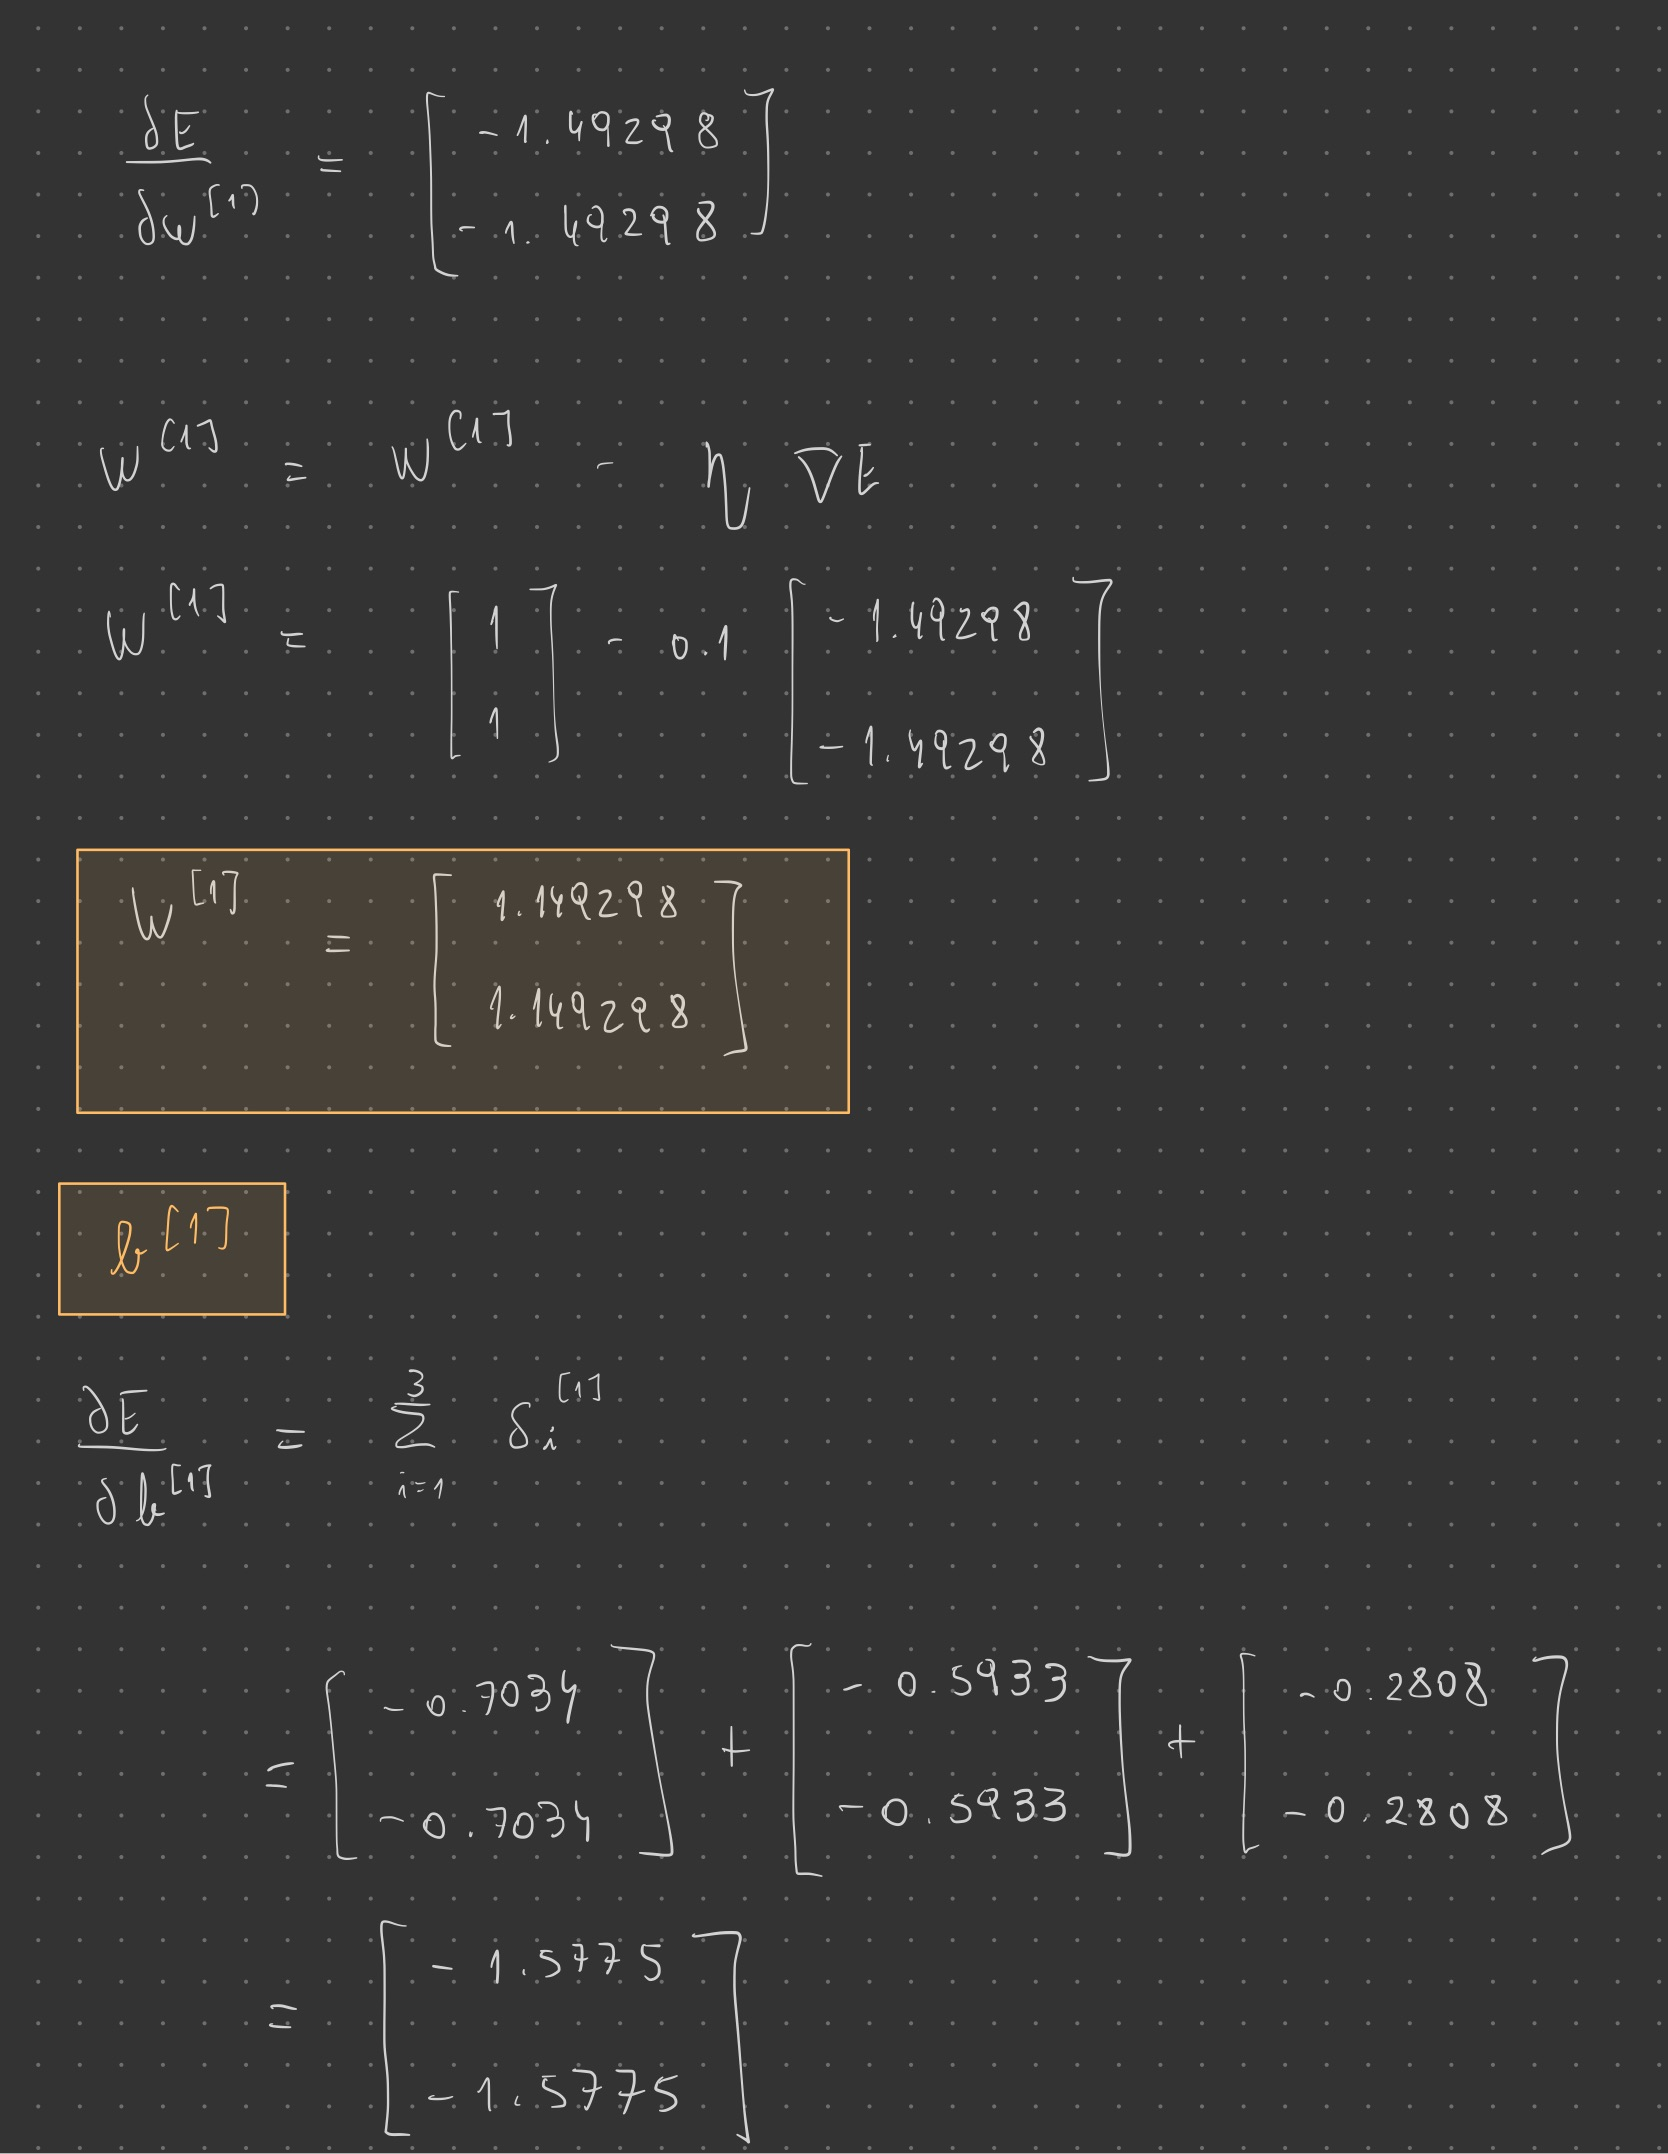 ∂E/∂w^[1] = [ -1.49298 ; -1.49298 ]
W^[1] = W^[1] - η ∇E
W^[1] = [ 1 ; 1 ] - 0.1 [ -1.49298 ; -1.49298 ]
W^[1] = [ 1.149298 ; 1.149298 ]
b^[1]
∂E/∂b^[1] = Σ_{i=1}^{3} δ_i^[1]
= [ -0.7034 ; -0.7034 ] + [ -0.5933 ; -0.5933 ] + [ -0.2808 ; -0.2808 ]
= [ -1.5775 ; -1.5775 ]